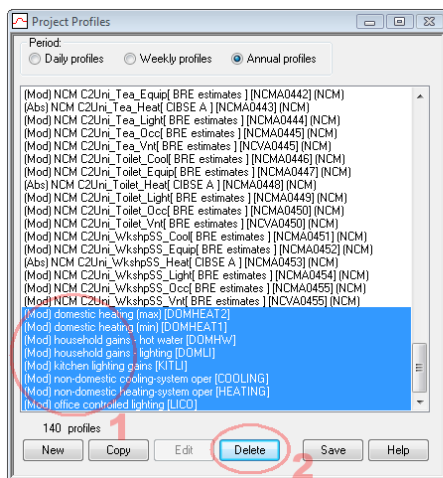 Project Profiles
Period:
Daily profiles Weekly profiles Annual profiles
(Mod) NCM C2Uni_Tea_Equip[ BRE estimates ] [NCMA0442] (NCM)
(Abs) NCM C2Uni_Tea_Heat[ CIBSE A ] [NCMA0443] (NCM)
(Mod) NCM C2Uni_Tea_Light[ BRE estimates ] [NCMA0444] (NCM)
(Mod) NCM C2Uni_Tea_Occ[ BRE estimates ] [NCMA0445] (NCM)
(Mod) NCM C2Uni_Tea_Vnt[ BRE estimates ] [NCVA0445] (NCM)
(Mod) NCM C2Uni_Toilet_Cool[ BRE estimates ] [NCMA0446] (NCM)
(Mod) NCM C2Uni_Toilet_Equip[ BRE estimates ] [NCMA0447] (NCM)
(Abs) NCM C2Uni_Toilet_Heat[ CIBSE A ] [NCMA0448] (NCM)
(Mod) NCM C2Uni_Toilet_Light[ BRE estimates ] [NCMA0449] (NCM)
(Mod) NCM C2Uni_Toilet_Occ[ BRE estimates ] [NCMA0450] (NCM)
(Mod) NCM C2Uni_Toilet_Vnt[ BRE estimates ] [NCVA0450] (NCM)
(Mod) NCM C2Uni_WkshpSS_Cool[ BRE estimates ] [NCMA0451] (NCM)
(Mod) NCM C2Uni_WkshpSS_Equip[ BRE estimates ] [NCMA0452] (NCM)
(Abs) NCM C2Uni_WkshpSS_Heat[ CIBSE A ] [NCMA0453] (NCM)
(Mod) NCM C2Uni_WkshpSS_Light[ BRE estimates ] [NCMA0454] (NCM)
(Mod) NCM C2Uni_WkshpSS_Occ[ BRE estimates ] [NCMA0455] (NCM)
(Mod) NCM C2Uni_WkshpSS_Vnt[ BRE estimates ] [NCVA0455] (NCM)
(Mod) domestic heating (max) [DOMHEAT2]
(Mod) domestic heating (min) [DOMHEAT1]
(Mod) household gains - hot water [DOMHW]
(Mod) household gains - lighting [DOMLI]
(Mod) kitchen lighting gains [KITLI]
(Mod) non-domestic cooling-system oper [COOLING]
(Mod) non-domestic heating-system oper [HEATING]
(Mod) office controlled lighting [LICO]
1
140 profiles
New Copy Edit Delete Save Help
2